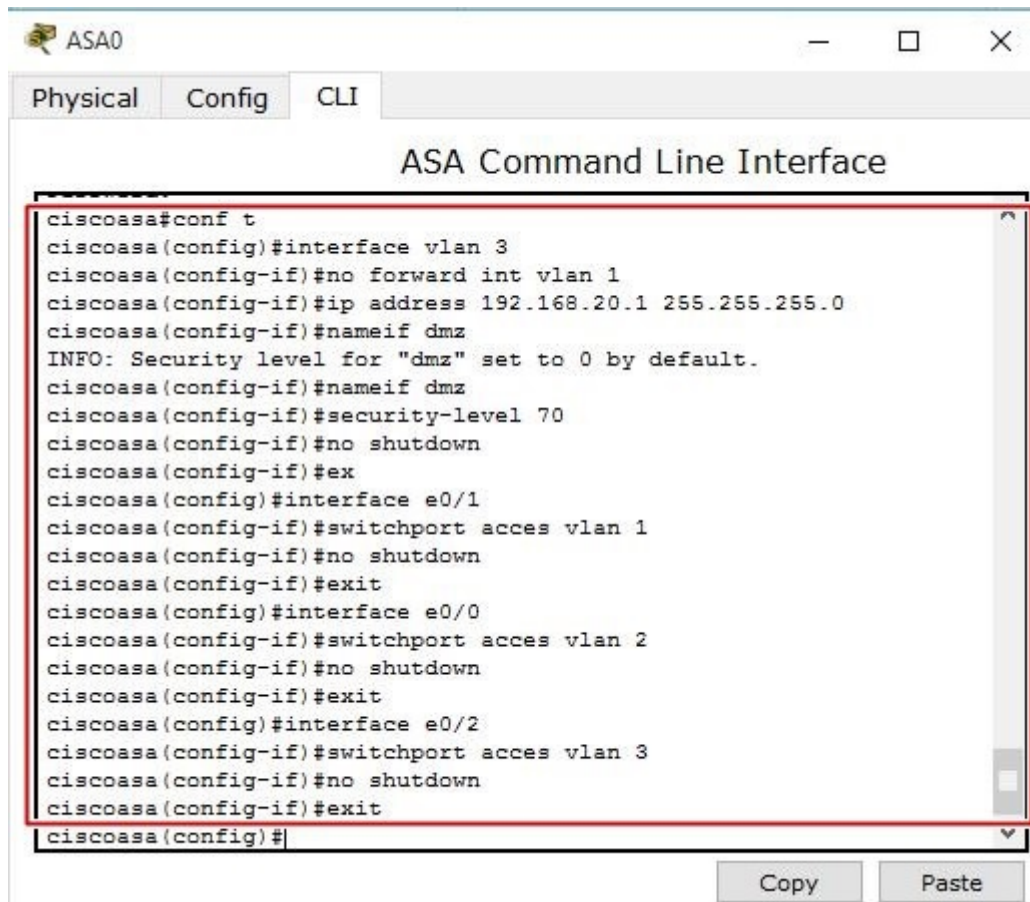 ASA0
Physical Config CLI
ASA Command Line Interface
ciscoasa#conf t
ciscoasa(config)#interface vlan 3
ciscoasa(config-if)#no forward int vlan 1
ciscoasa(config-if)#ip address 192.168.20.1 255.255.255.0
ciscoasa(config-if)#nameif dmz
INFO: Security level for "dmz" set to 0 by default.
ciscoasa(config-if)#nameif dmz
ciscoasa(config-if)#security-level 70
ciscoasa(config-if)#no shutdown
ciscoasa(config-if)#ex
ciscoasa(config)#interface e0/1
ciscoasa(config-if)#switchport acces vlan 1
ciscoasa(config-if)#no shutdown
ciscoasa(config-if)#exit
ciscoasa(config)#interface e0/0
ciscoasa(config-if)#switchport acces vlan 2
ciscoasa(config-if)#no shutdown
ciscoasa(config-if)#exit
ciscoasa(config)#interface e0/2
ciscoasa(config-if)#switchport acces vlan 3
ciscoasa(config-if)#no shutdown
ciscoasa(config-if)#exit
ciscoasa(config)#
Copy Paste